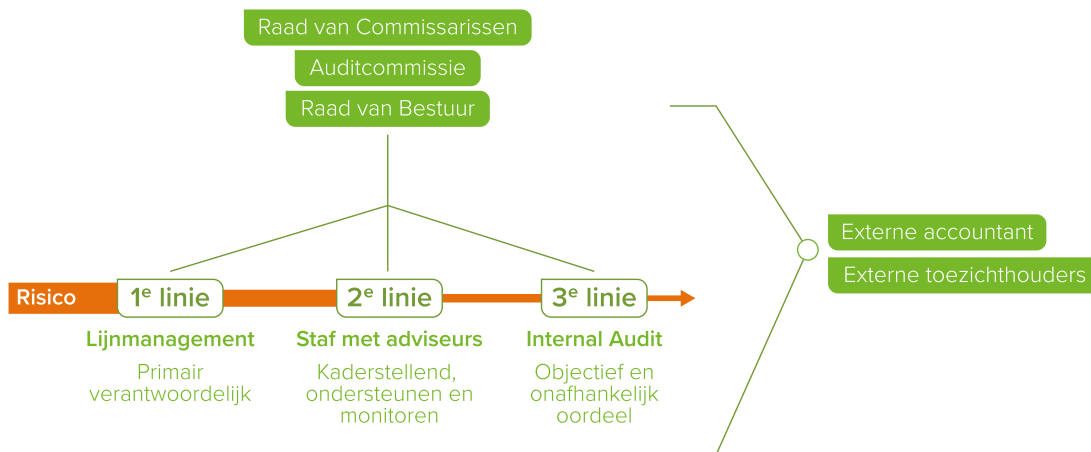 Raad van Commissarissen
Auditcommissie
Raad van Bestuur
Externe accountant
Externe toezichthouders
Risico
1e linie
2e linie
3e linie
Lijnmanagement
Primair
verantwoordelijk
Staf met adviseurs
Kaderstellend,
ondersteunen en
monitoren
Internal Audit
Objectief en
onafhankelijk
oordeel